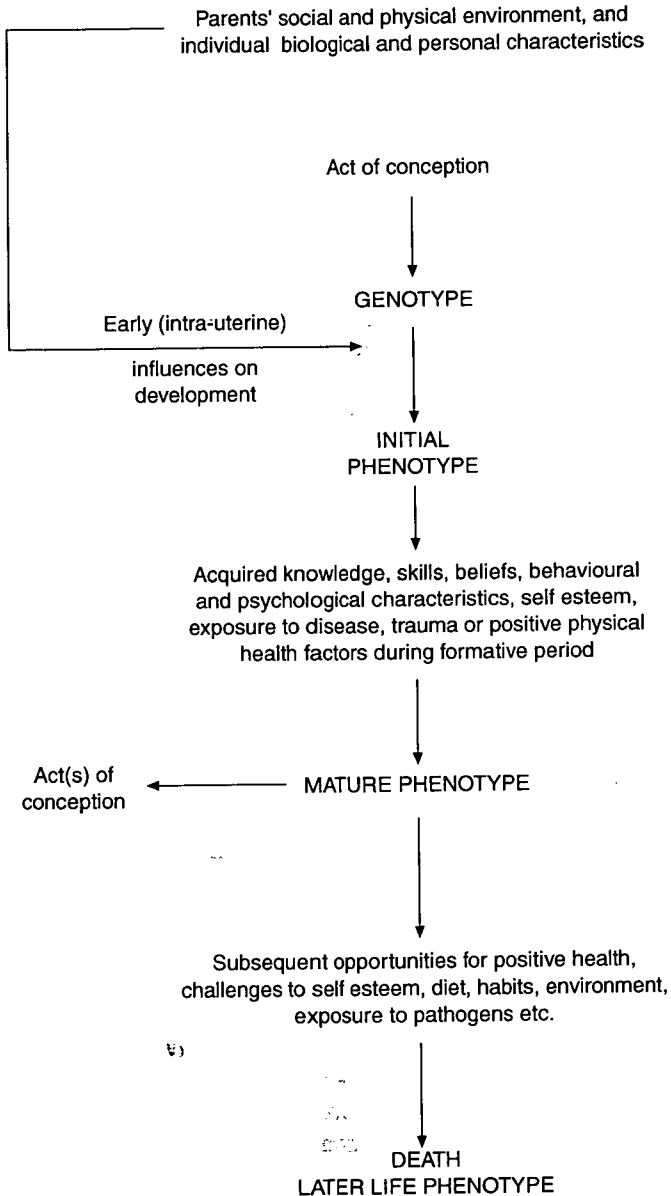 Parents' social and physical environment, and
individual biological and personal characteristics
Act of conception
GENOTYPE
Early (intra-uterine)
influences on
development
INITIAL
PHENOTYPE
Acquired knowledge, skills, beliefs, behavioural
and psychological characteristics, self esteem,
exposure to disease, trauma or positive physical
health factors during formative period
Act(s) of
conception
MATURE PHENOTYPE
Subsequent opportunities for positive health,
challenges to self esteem, diet, habits, environment,
exposure to pathogens etc.
DEATH
LATER LIFE PHENOTYPE